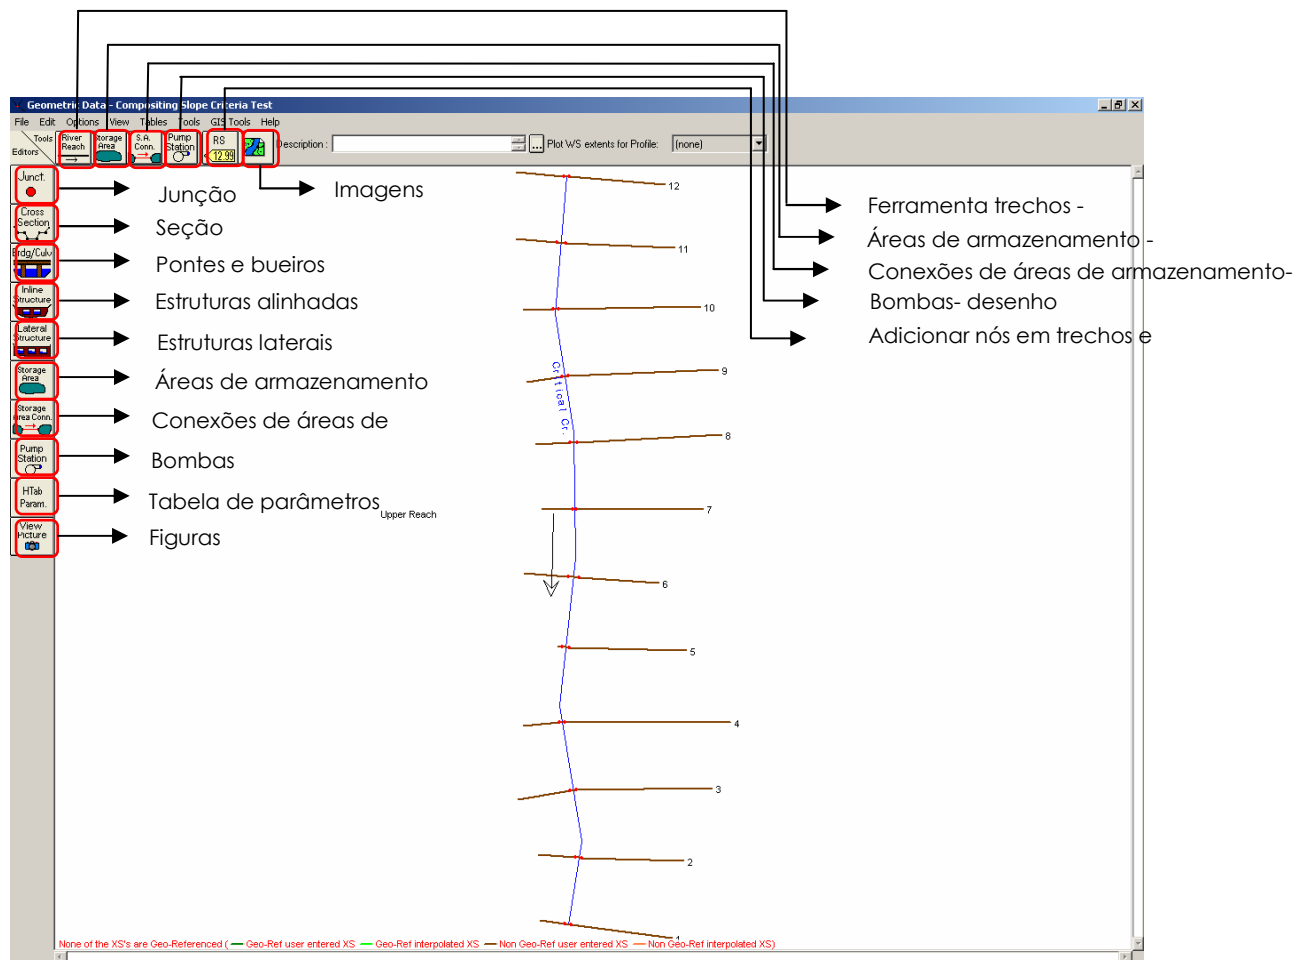 Geometric Data - Compositing Slope Criteria Test
File Edit Options View Tables Tools GIS Tools Help
Tools
Editors
River
Reach
Storage
Area
S.A.
Conn.
Pump
Station
RS
12.99
Description :
...
Plot WS extents for Profile:
(none)
Junct.
Junção
Imagens
Cross
Section
Seção
Brdg/Culv
Pontes e bueiros
Inline
Structure
Estruturas alinhadas
Lateral
Structure
Estruturas laterais
Storage
Area
Áreas de armazenamento
Storage
Area Conn.
Conexões de áreas de
Pump
Station
Bombas
HTab
Param.
Tabela de parâmetros
Upper Reach
View
Picture
Figuras
Ferramenta trechos -
Áreas de armazenamento -
Conexões de áreas de armazenamento-
Bombas- desenho
Adicionar nós em trechos e
12
11
10
9
Critical Cr.
8
7
6
5
4
3
2
1
None of the XS's are Geo-Referenced ( — Geo-Ref user entered XS — Geo-Ref interpolated XS — Non Geo-Ref user entered XS — Non Geo-Ref interpolated XS)